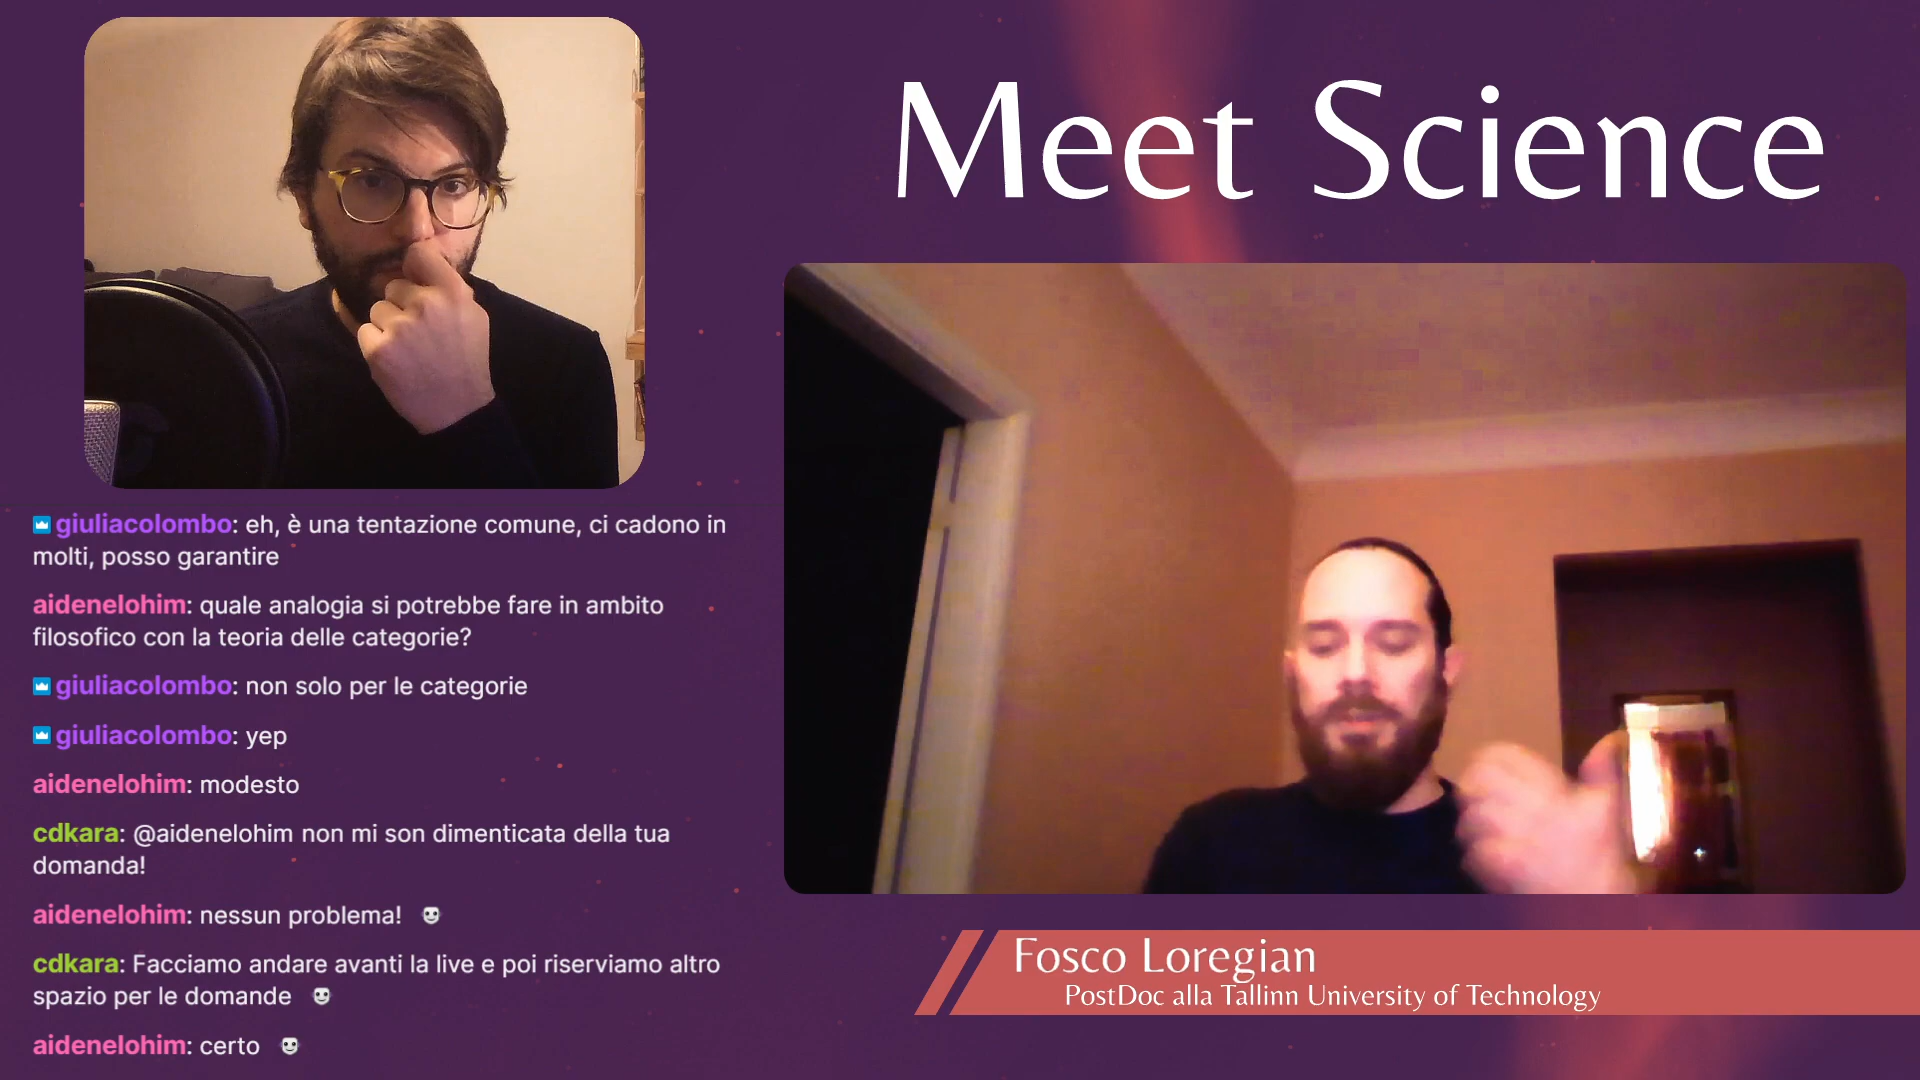 Meet Science
giuliacolombo: eh, è una tentazione comune, ci cadono in
molti, posso garantire
aidenelohim: quale analogia si potrebbe fare in ambito
filosofico con la teoria delle categorie?
giuliacolombo: non solo per le categorie
giuliacolombo: yep
aidenelohim: modesto
cdkara: @aidenelohim non mi son dimenticata della tua
domanda!
aidenelohim: nessun problema!
cdkara: Facciamo andare avanti la live e poi riserviamo altro
spazio per le domande
aidenelohim: certo
Fosco Loregian
PostDoc alla Tallinn University of Technology